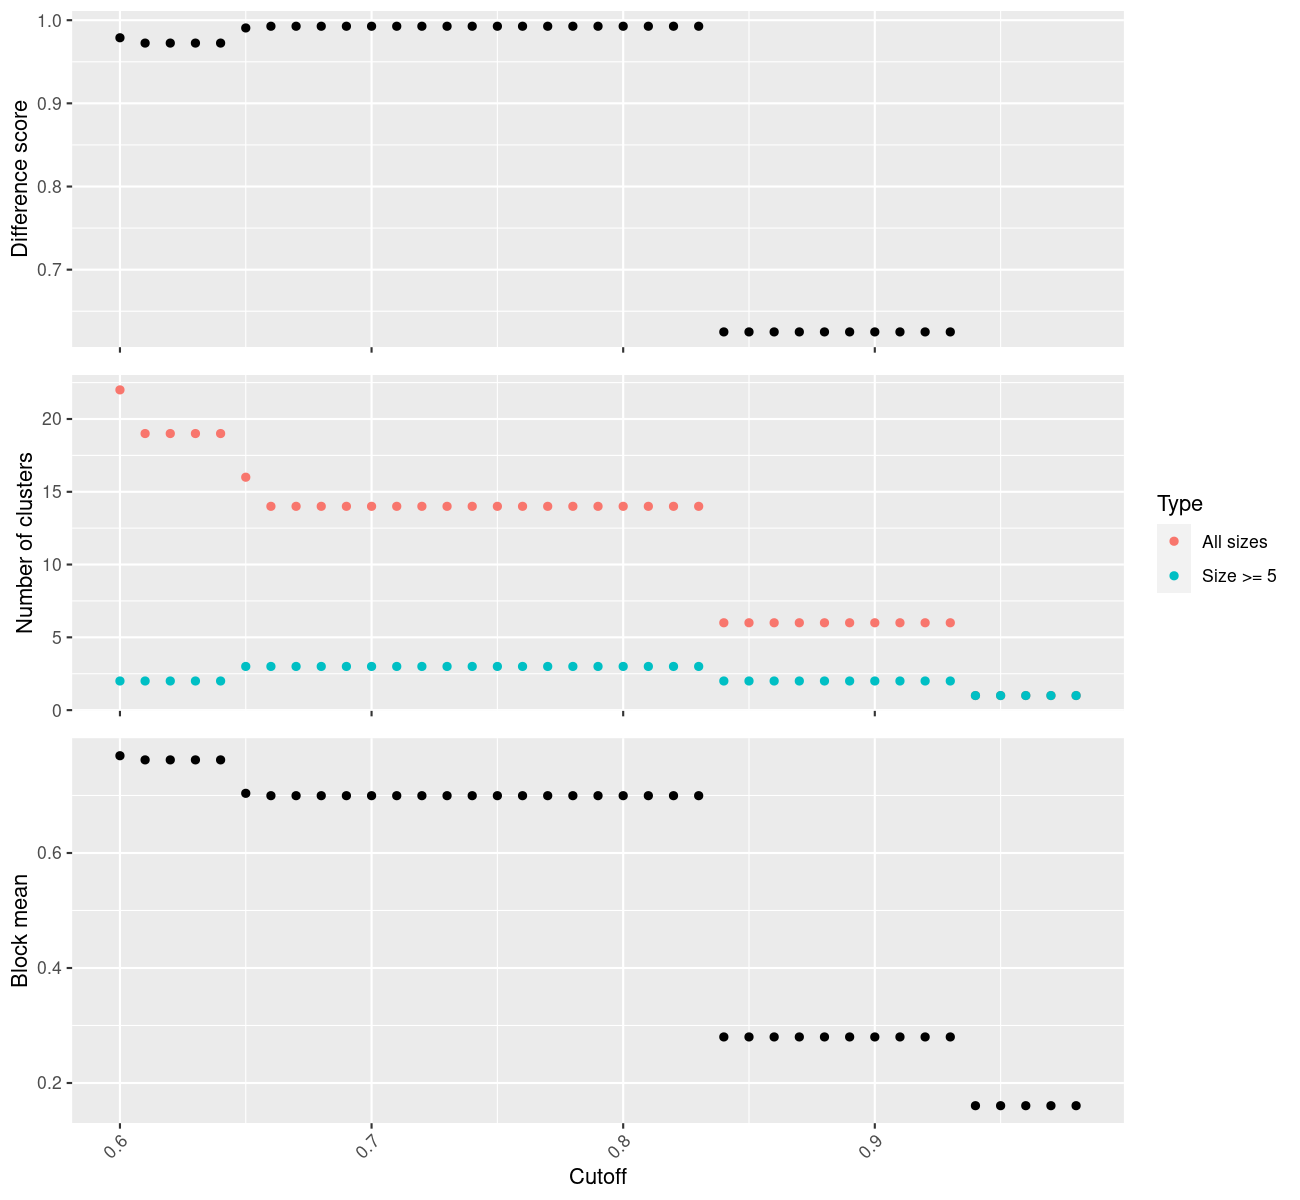 1.0
0.9
0.8
0.7
Difference score
20
15
10
5
0
Number of clusters
Type
All sizes
Size >= 5
0.6
0.4
0.2
Block mean
0.6
0.7
0.8
0.9
Cutoff